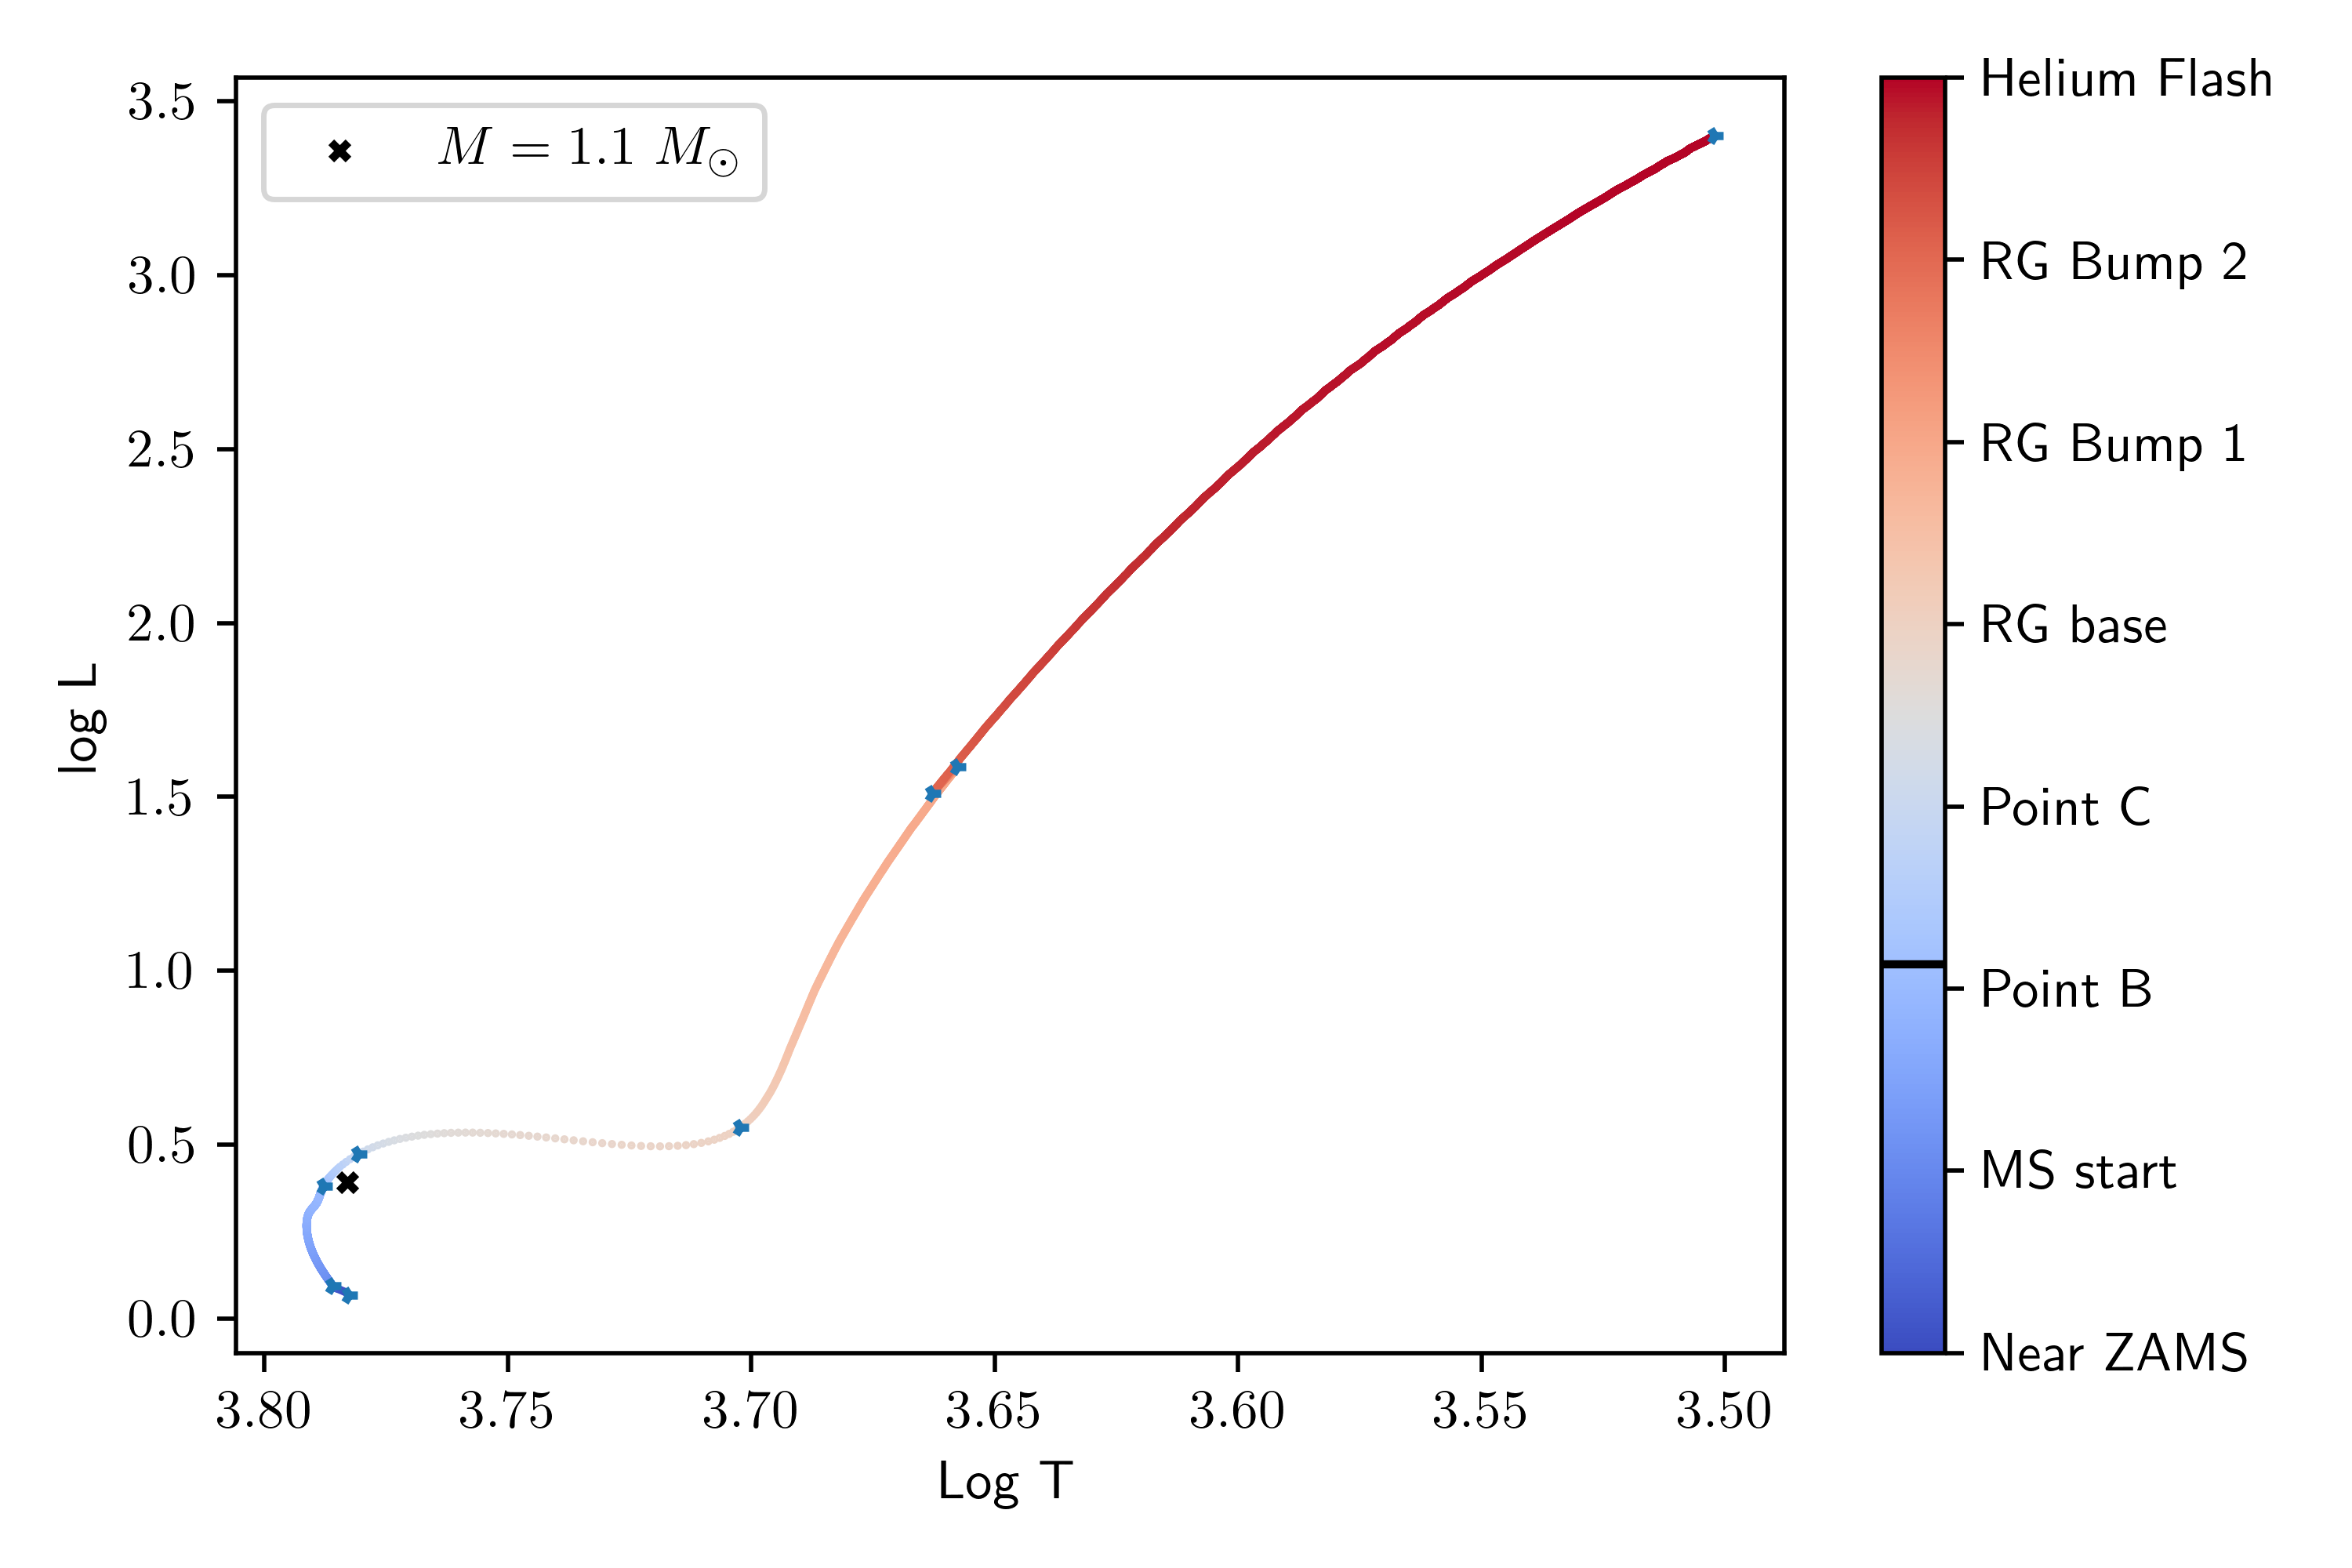 M = 1.1 M⊙
3.5
3.0
2.5
2.0
1.5
1.0
0.5
0.0
log L
3.80 3.75 3.70 3.65 3.60 3.55 3.50
Log T
Helium Flash
RG Bump 2
RG Bump 1
RG base
Point C
Point B
MS start
Near ZAMS